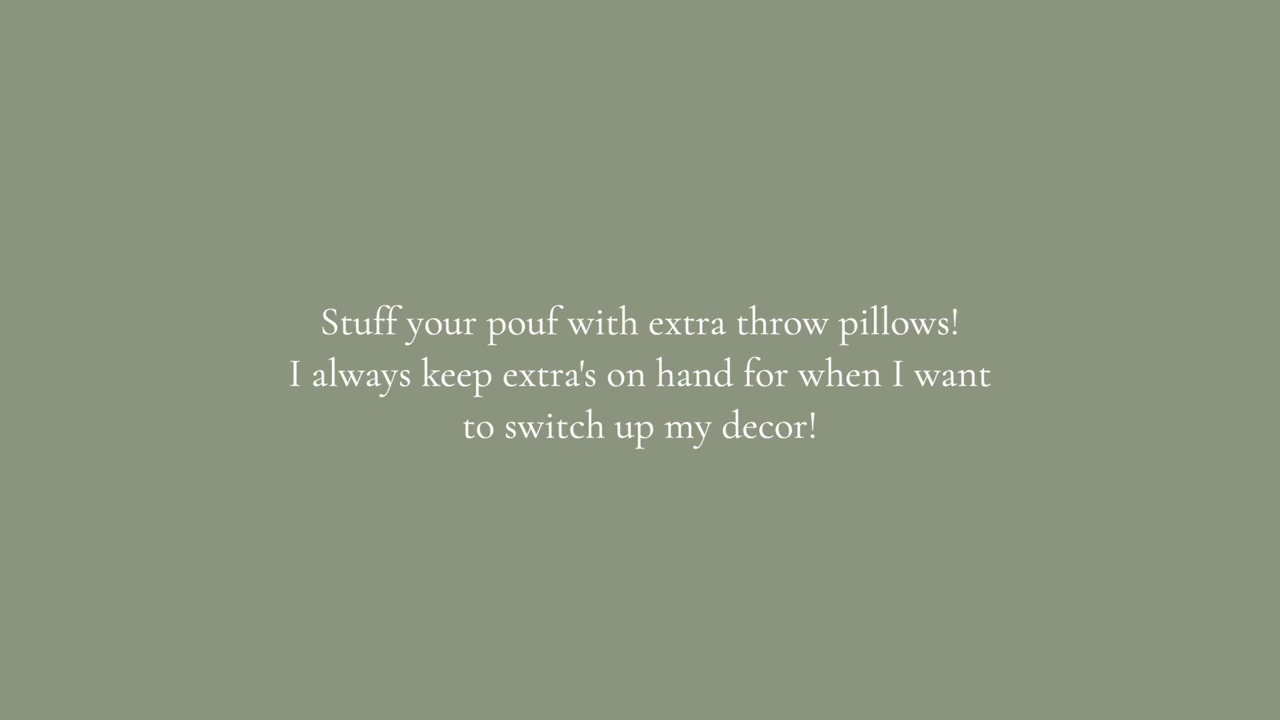 Stuff your pouf with extra throw pillows!
I always keep extra's on hand for when I want
to switch up my decor!